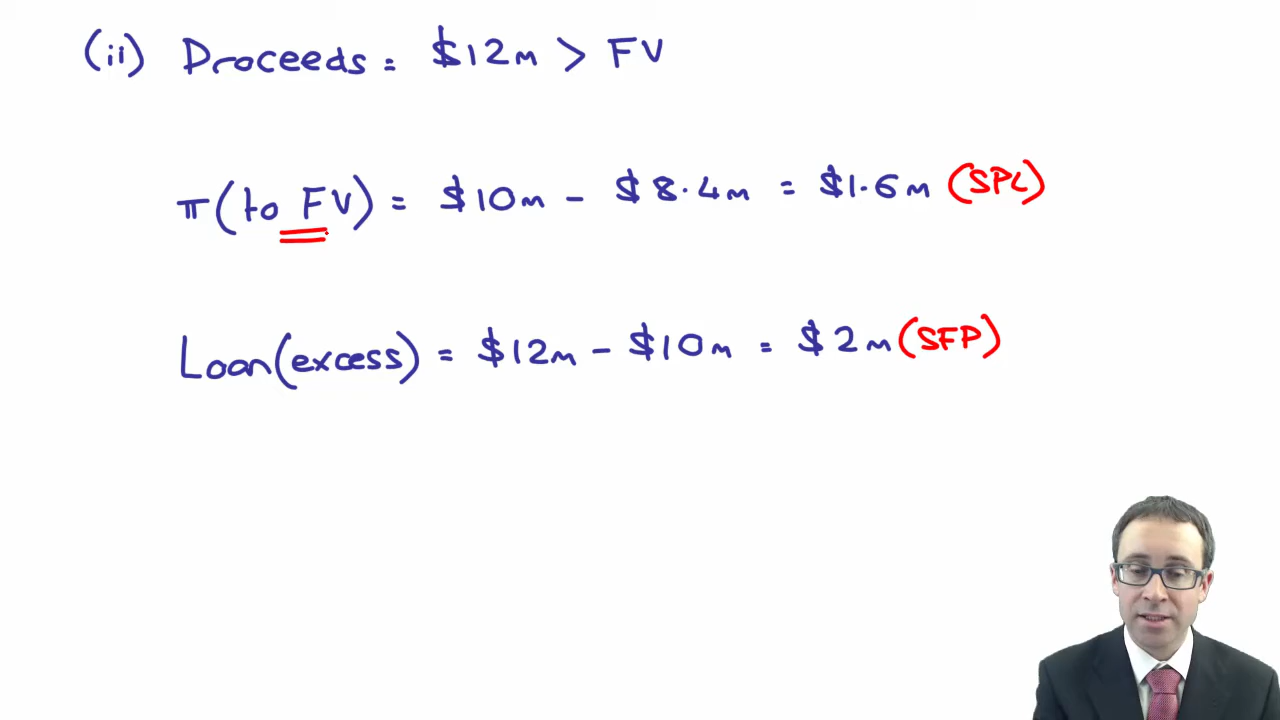 (ii) Proceeds = $12m > FV
π(to FV) = $10m - $8.4m = $1.6m (SPL)
Loan(excess) = $12m - $10m = $2m (SFP)